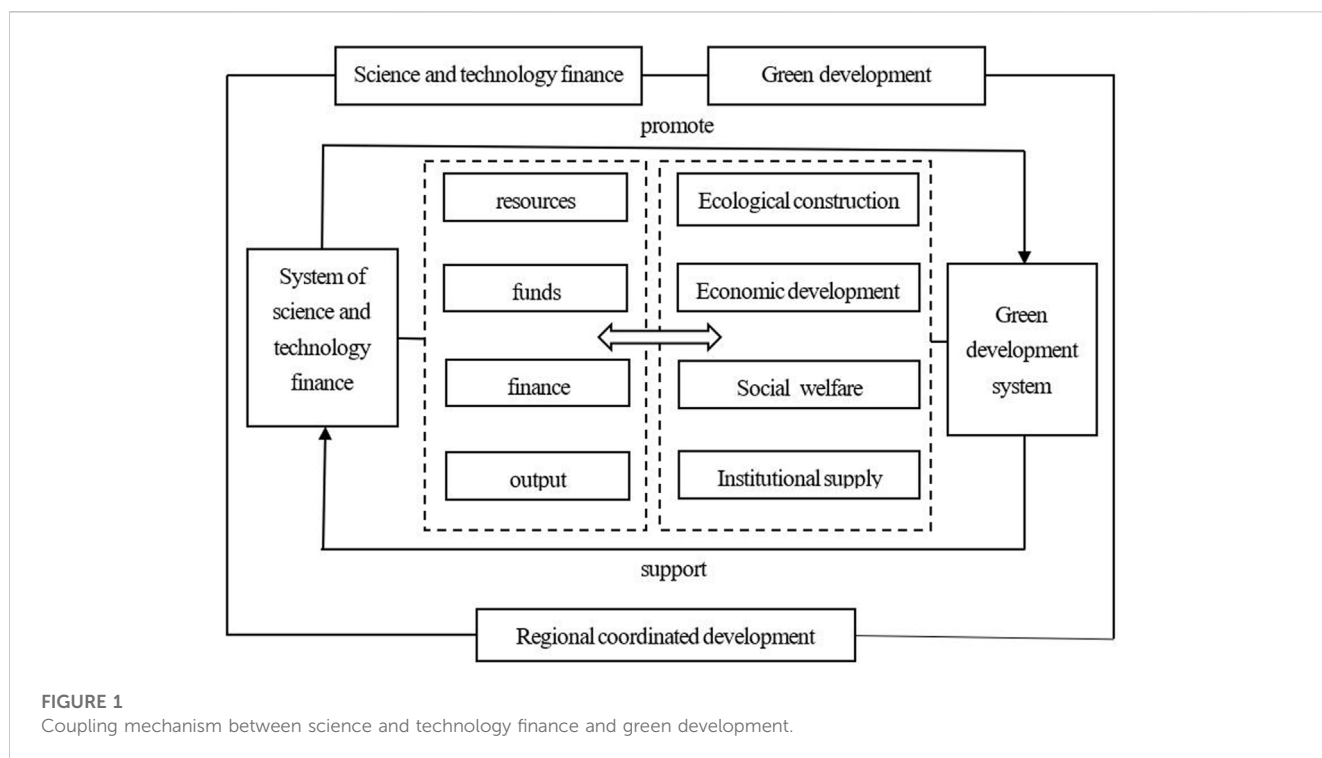 Science and technology finance
Green development
promote
resources
Ecological construction
System of
science and
technology
finance
funds
Economic development
Green
development
system
finance
Social welfare
output
Institutional supply
support
Regional coordinated development
FIGURE 1
Coupling mechanism between science and technology finance and green development.